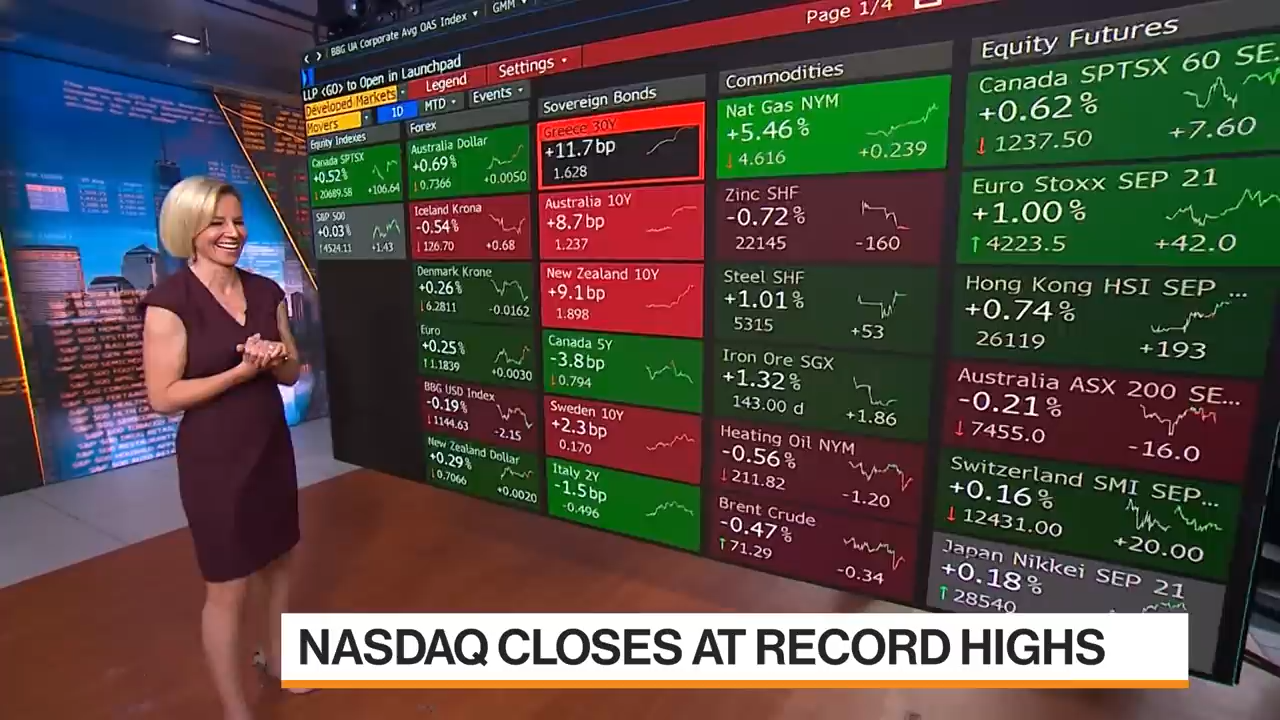 BBG UA Corporate Avg OAS Index
GMM
Page 1/4
LLP <GO> to Open in Launchpad
Developed Markets
Legend
Settings
Movers
1D
MTD
Events
Equity Indexes
Canada SPTSX
+0.52%
20689.58 +106.64
S&P 500
+0.03%
4524.11 +1.43
Forex
Australia Dollar
+0.69%
0.7366 +0.0050
Iceland Krona
-0.54%
126.70 +0.68
Denmark Krone
+0.26%
6.2811 -0.0162
Euro
+0.25%
1.1839 +0.0030
BBG USD Index
-0.19%
1144.63 -2.15
New Zealand Dollar
+0.29%
0.7066 +0.0020
Sovereign Bonds
Greece 30Y
+11.7bp
1.628
Australia 10Y
+8.7bp
1.237
New Zealand 10Y
+9.1bp
1.898
Canada 5Y
-3.8bp
0.794
Sweden 10Y
+2.3bp
0.170
Italy 2Y
-1.5bp
-0.496
Commodities
Nat Gas NYM
+5.46%
4.616 +0.239
Zinc SHF
-0.72%
22145 -160
Steel SHF
+1.01%
5315 +53
Iron Ore SGX
+1.32%
143.00 d +1.86
Heating Oil NYM
-0.56%
211.82 -1.20
Brent Crude
-0.47%
71.29 -0.34
Equity Futures
Canada SPTSX 60 SE...
+0.62%
1237.50 +7.60
Euro Stoxx SEP 21
+1.00%
4223.5 +42.0
Hong Kong HSI SEP ...
+0.74%
26119 +193
Australia ASX 200 SE...
-0.21%
7455.0 -16.0
Switzerland SMI SEP...
+0.16%
12431.00 +20.00
Japan Nikkei SEP 21
+0.18%
28540
NASDAQ CLOSES AT RECORD HIGHS